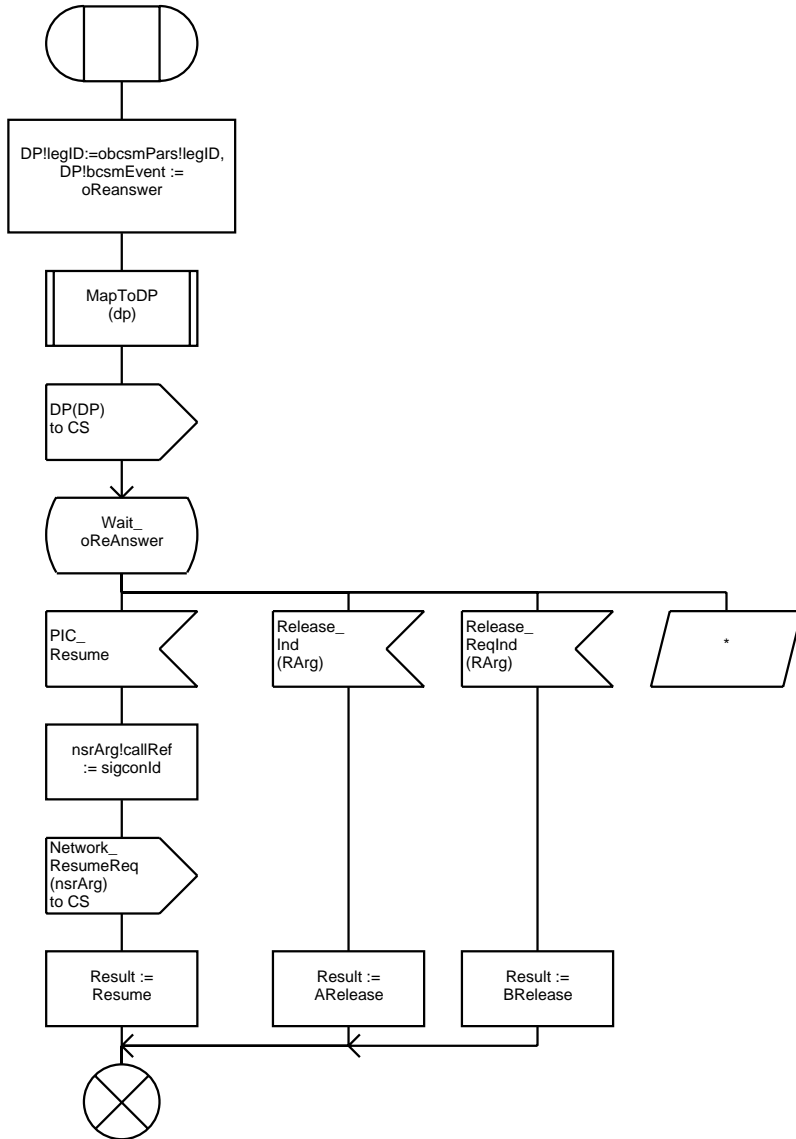 DP!legID:=obcsmPars!legID,
DP!bcsmEvent :=
oReanswer
MapToDP
(dp)
DP(DP)
to CS
Wait_
oReAnswer
PIC_
Resume
Release_
Ind
(RArg)
Release_
ReqInd
(RArg)
*
nsrArg!callRef
:= sigconId
Network_
ResumeReq
(nsrArg)
to CS
Result :=
Resume
Result :=
ARelease
Result :=
BRelease